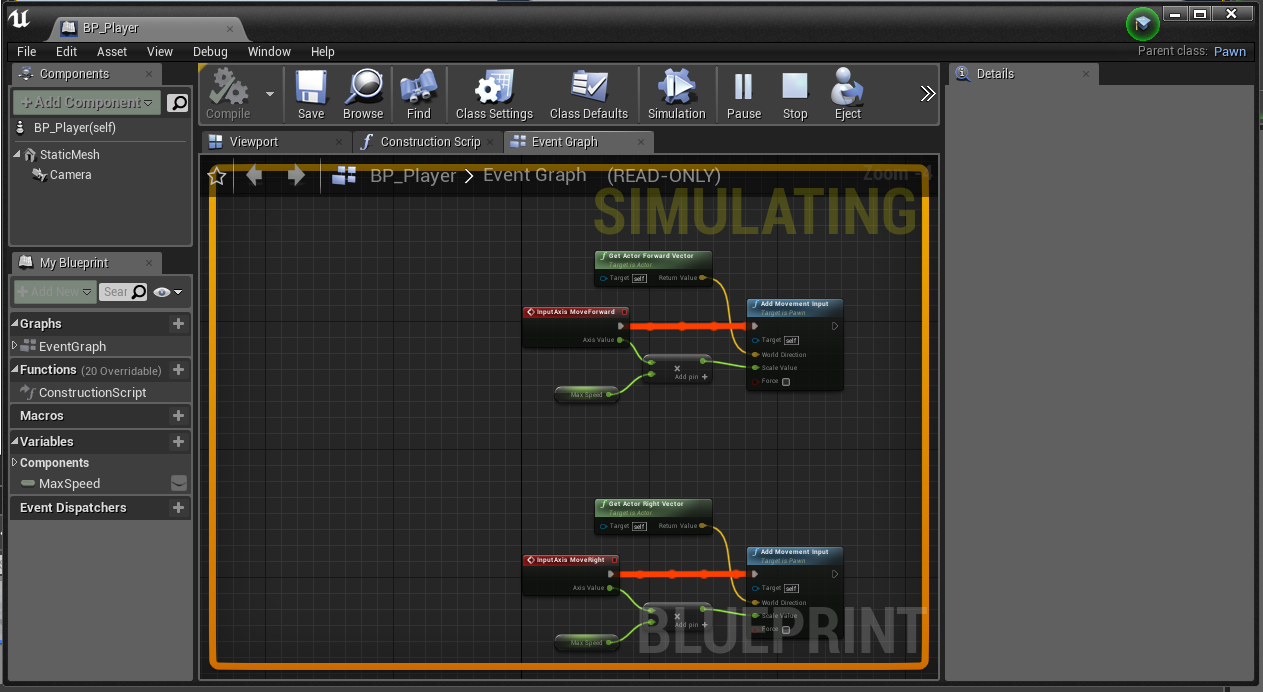 BP_Player
File Edit Asset View Debug Window Help
Parent class: Pawn
Components
+Add Component
BP_Player(self)
StaticMesh
Camera
My Blueprint
+Add New
Sear
Graphs
EventGraph
Functions (20 Overridable)
ConstructionScript
Macros
Variables
Components
MaxSpeed
Event Dispatchers
Compile
Save
Browse
Find
Class Settings
Class Defaults
Simulation
Pause
Stop
Eject
Viewport
Construction Scrip
Event Graph
BP_Player > Event Graph (READ-ONLY)
Zoom -4
SIMULATING
Get Actor Forward Vector
Target is Actor
Target self Return Value
InputAxis MoveForward
Axis Value
Max Speed
Add pin +
Add Movement Input
Target is Pawn
Target self
World Direction
Scale Value
Force
Get Actor Right Vector
Target is Actor
Target self Return Value
InputAxis MoveRight
Axis Value
Max Speed
Add pin +
Add Movement Input
Target is Pawn
Target self
World Direction
Scale Value
Force
BLUEPRINT
Details